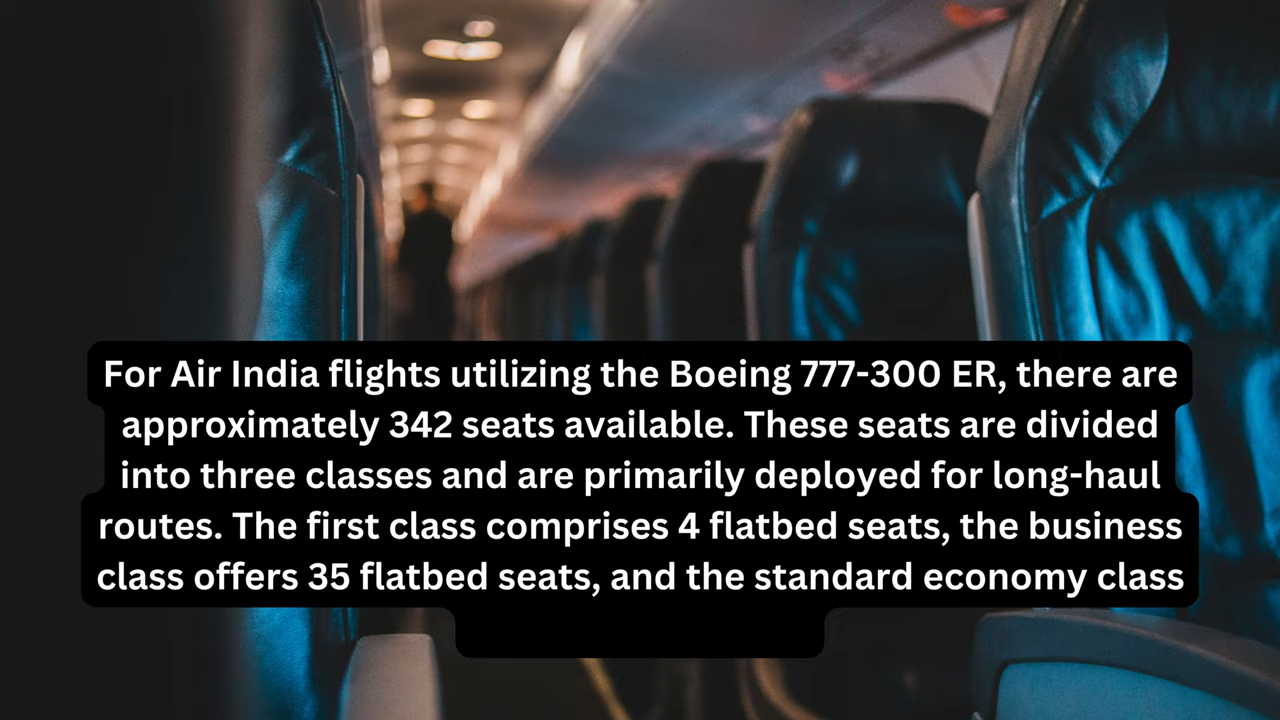 For Air India flights utilizing the Boeing 777-300 ER, there are
approximately 342 seats available. These seats are divided
into three classes and are primarily deployed for long-haul
routes. The first class comprises 4 flatbed seats, the business
class offers 35 flatbed seats, and the standard economy class